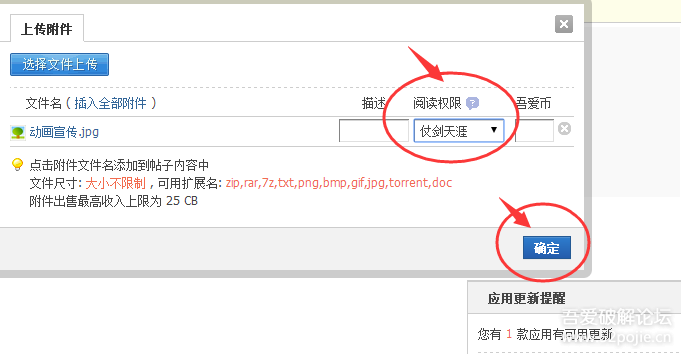 上传附件
选择文件上传
文件名 ( 插入全部附件 ) 描述 阅读权限 ? 吾爱币
动画宣传.jpg 仗剑天涯
点击附件文件名添加到帖子内容中
文件尺寸: 大小不限制 , 可用扩展名: zip,rar,7z,txt,png,bmp,gif,jpg,torrent,doc
附件出售最高收入上限为 25 CB
确定
应用更新提醒
您有 1 款应用有可用更新
吾爱破解论坛
www.52pojie.cn